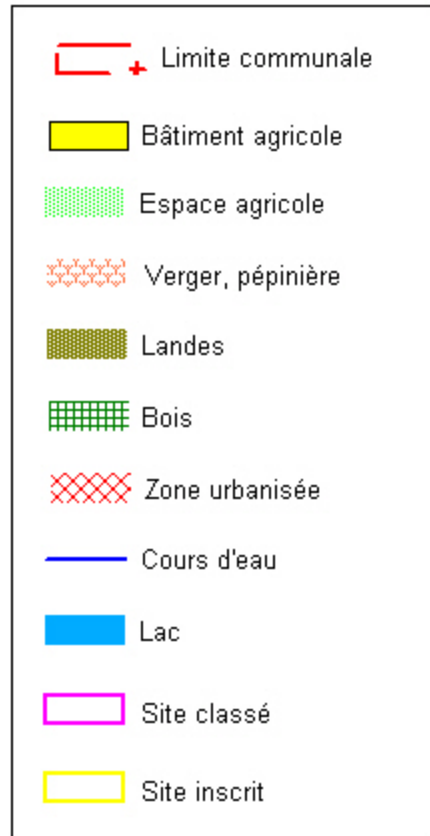 Limite communale
Bâtiment agricole
Espace agricole
Verger, pépinière
Landes
Bois
Zone urbanisée
Cours d'eau
Lac
Site classé
Site inscrit